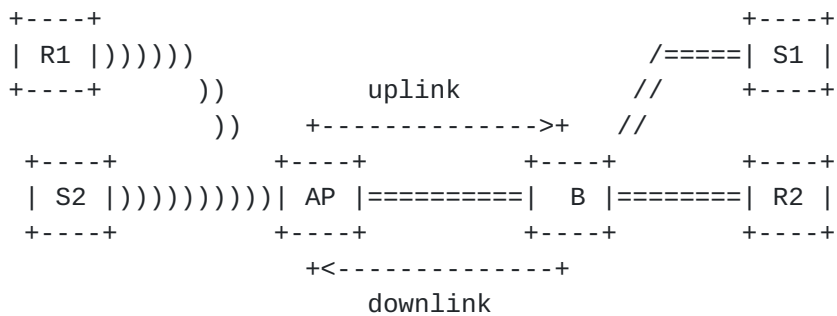 +----+                                         +----+
| R1 |))))))                             /=====| S1 |
+----+      ))         uplink           //     +----+
             ))    +-------------->+   //
 +----+          +----+          +----+        +----+
 | S2 |))))))))))| AP |==========|  B |========| R2 |
 +----+          +----+          +----+        +----+
                   +<--------------+
                       downlink